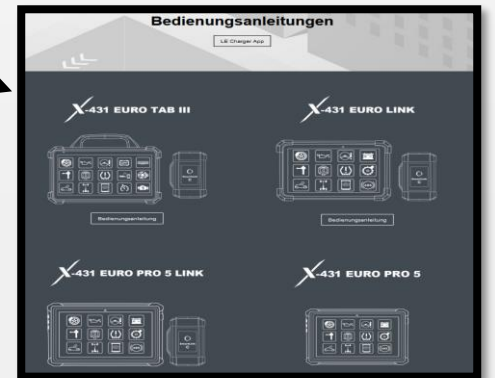 Bedienungsanleitungen
LE Charger App
X-431 EURO TAB III
X-431 EURO LINK
Bedienungsanleitung
Bedienungsanleitung
X-431 EURO PRO 5 LINK
X-431 EURO PRO 5